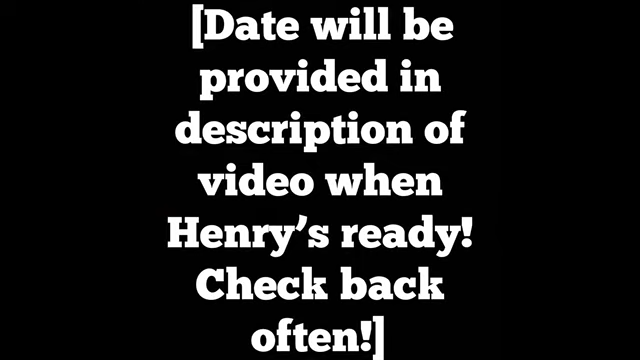 [Date will be
provided in
description of
video when
Henry's ready!
Check back
often!]